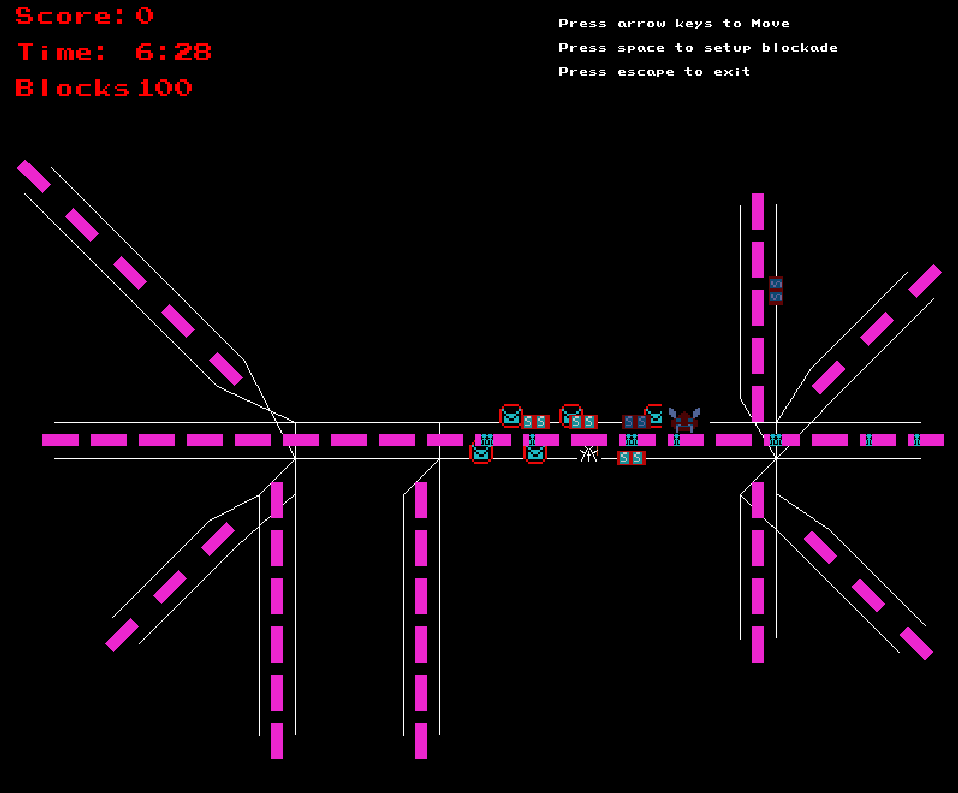 Score: 0
Time: 6:28
Blocks 100
Press arrow keys to Move
Press space to setup blockade
Press escape to exit
S
S
S S
S S
S S
S S